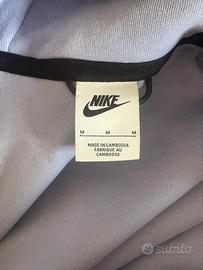 NIKE
M M M
MADE IN CAMBODIA
FABRIQUÉ AU
CAMBODGE
subito